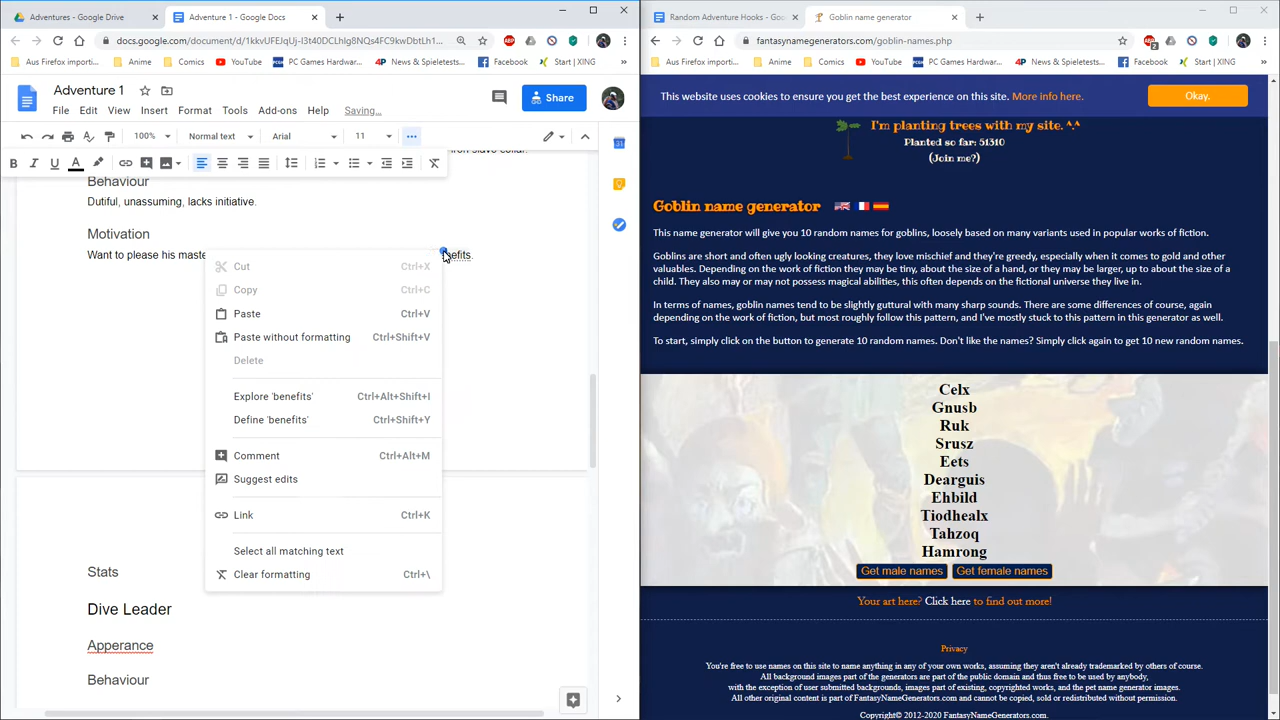 Adventures - Google Drive
Adventure 1 - Google Docs
Random Adventure Hooks - Goo
Goblin name generator
docs.google.com/document/d/1kkvUFEJqUj-I3t40DCLhlg8NQs4FC9kwDbtLh1...
fantasynamegenerators.com/goblin-names.php
Aus Firefox importi...
Anime
Comics
YouTube
PC Games Hardwar...
News & Spieletests...
Facebook
Start | XING
Aus Firefox importi...
Anime
Comics
YouTube
PC Games Hardwar...
News & Spieletests...
Facebook
Start | XING
Adventure 1
File Edit View Insert Format Tools Add-ons Help Saving...
Share
100% Normal text Arial 11
iron slave collar.
Behaviour
Dutiful, unassuming, lacks initiative.
Motivation
Want to please his maste
efits.
Cut Ctrl+X
Copy Ctrl+C
Paste Ctrl+V
Paste without formatting Ctrl+Shift+V
Delete
Explore 'benefits' Ctrl+Alt+Shift+I
Define 'benefits' Ctrl+Shift+Y
Comment Ctrl+Alt+M
Suggest edits
Link Ctrl+K
Select all matching text
Clear formatting Ctrl+\
Stats
Dive Leader
Apperance
Behaviour
This website uses cookies to ensure you get the best experience on this site. More info here.
Okay.
I'm planting trees with my site. ^.^
Planted so far: 51310
(Join me?)
Goblin name generator
This name generator will give you 10 random names for goblins, loosely based on many variants used in popular works of fiction.
Goblins are short and often ugly looking creatures, they love mischief and they're greedy, especially when it comes to gold and other
valuables. Depending on the work of fiction they may be tiny, about the size of a hand, or they may be larger, up to about the size of a
child. They also may or may not possess magical abilities, this often depends on the fictional universe they live in.
In terms of names, goblin names tend to be slightly guttural with many sharp sounds. There are some differences of course, again
depending on the work of fiction, but most roughly follow this pattern, and I've mostly stuck to this pattern in this generator as well.
To start, simply click on the button to generate 10 random names. Don't like the names? Simply click again to get 10 new random names.
Celx
Gnusb
Ruk
Srusz
Eets
Dearguis
Ehbild
Tiodhealx
Tahzoq
Hamrong
Get male names
Get female names
Your art here? Click here to find out more!
Privacy
You're free to use names on this site to name anything in any of your own works, assuming they aren't already trademarked by others of course.
All background images part of the generators are part of the public domain and thus free to be used by anybody,
with the exception of user submitted backgrounds, images part of existing, copyrighted works, and the pet name generator images.
All other original content is part of FantasyNameGenerators.com and cannot be copied, sold or redistributed without permission.
Copyright© 2012-2020 FantasyNameGenerators.com.